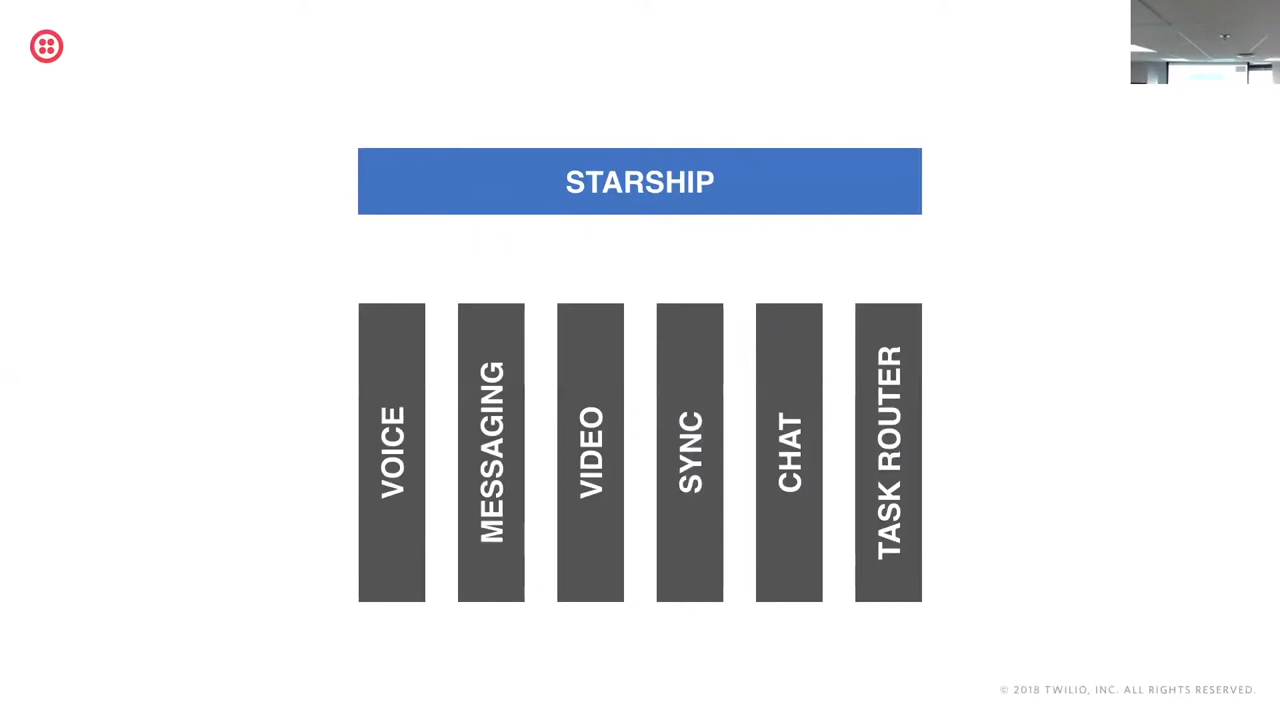 STARSHIP
VOICE
MESSAGING
VIDEO
SYNC
CHAT
TASK ROUTER
© 2018 TWILIO, INC. ALL RIGHTS RESERVED.